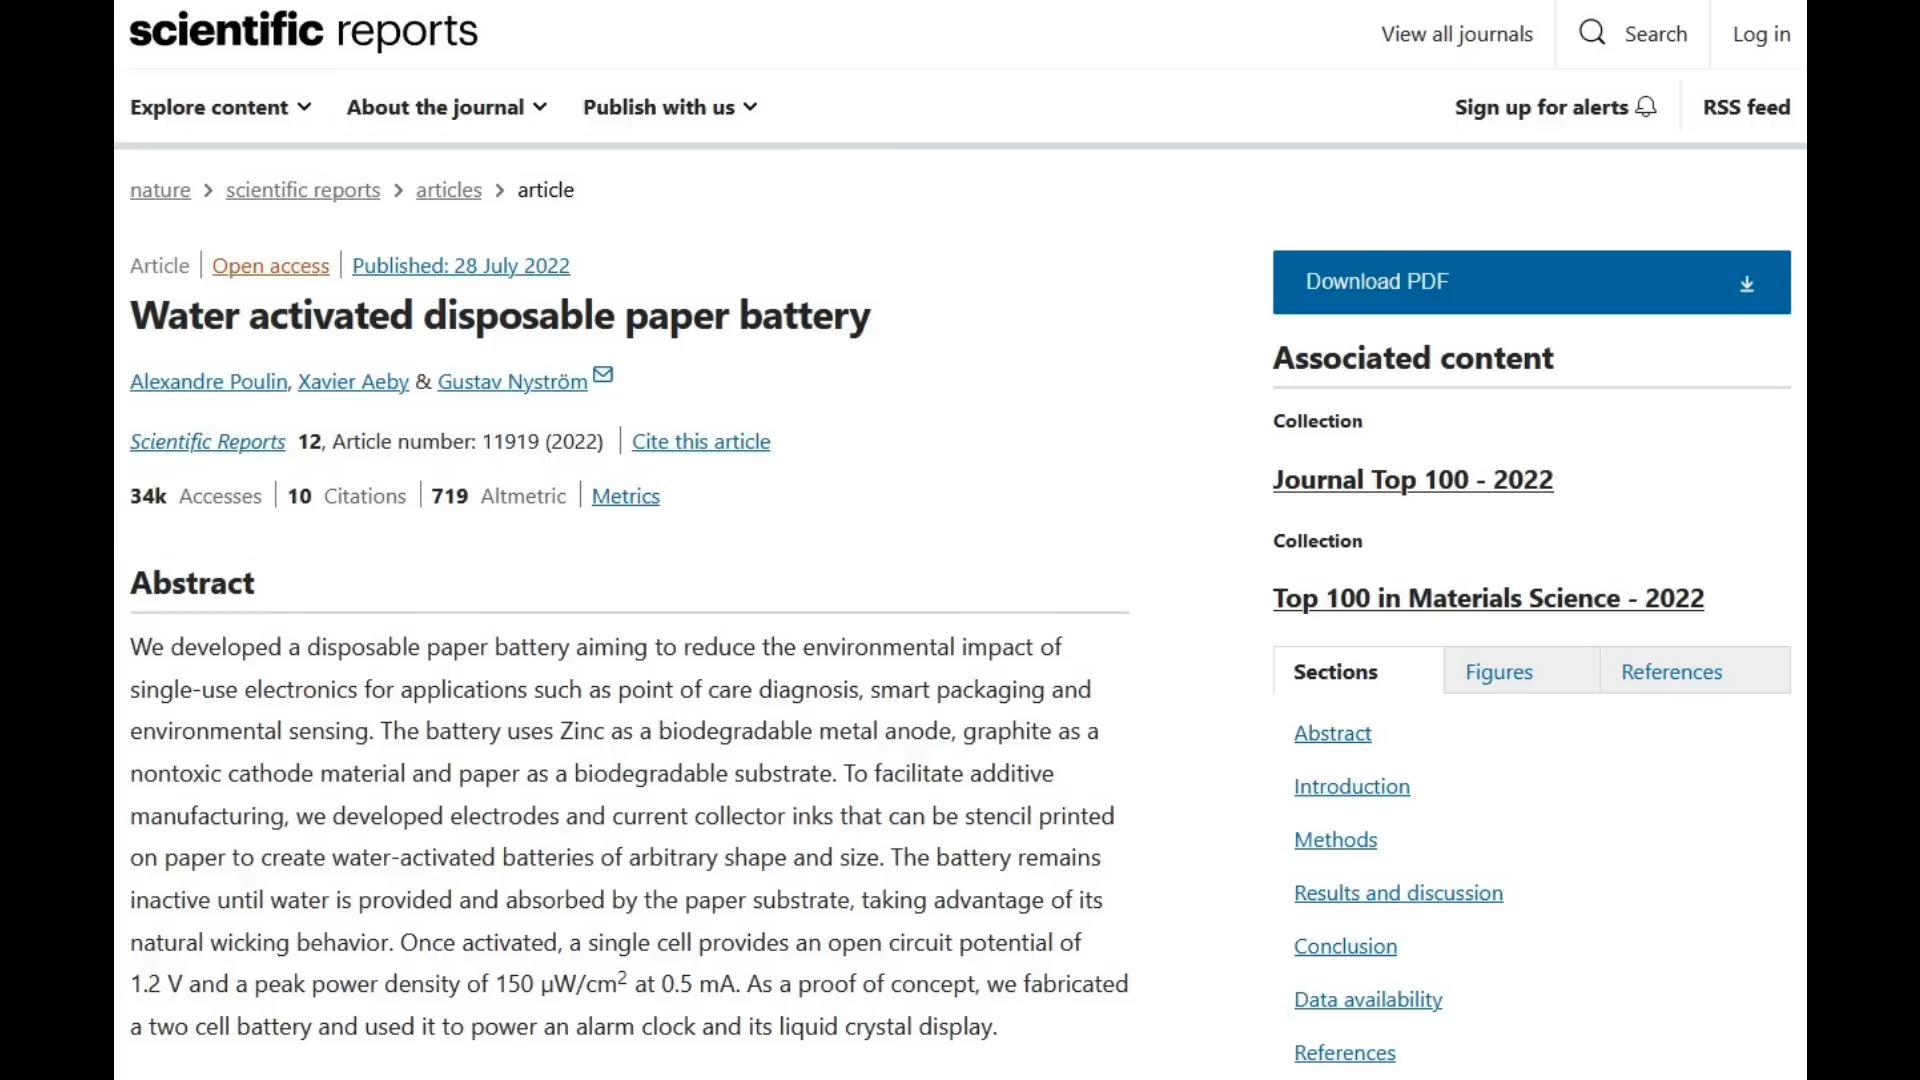 scientific reports
View all journals
Search
Log in
Explore content
About the journal
Publish with us
Sign up for alerts
RSS feed
nature > scientific reports > articles > article
Article | Open access | Published: 28 July 2022
Water activated disposable paper battery
Alexandre Poulin, Xavier Aeby & Gustav Nyström
Scientific Reports 12, Article number: 11919 (2022) | Cite this article
34k Accesses | 10 Citations | 719 Altmetric | Metrics
Abstract
We developed a disposable paper battery aiming to reduce the environmental impact of
single-use electronics for applications such as point of care diagnosis, smart packaging and
environmental sensing. The battery uses Zinc as a biodegradable metal anode, graphite as a
nontoxic cathode material and paper as a biodegradable substrate. To facilitate additive
manufacturing, we developed electrodes and current collector inks that can be stencil printed
on paper to create water-activated batteries of arbitrary shape and size. The battery remains
inactive until water is provided and absorbed by the paper substrate, taking advantage of its
natural wicking behavior. Once activated, a single cell provides an open circuit potential of
1.2 V and a peak power density of 150 µW/cm² at 0.5 mA. As a proof of concept, we fabricated
a two cell battery and used it to power an alarm clock and its liquid crystal display.
Download PDF
Associated content
Collection
Journal Top 100 - 2022
Collection
Top 100 in Materials Science - 2022
Sections
Figures
References
Abstract
Introduction
Methods
Results and discussion
Conclusion
Data availability
References